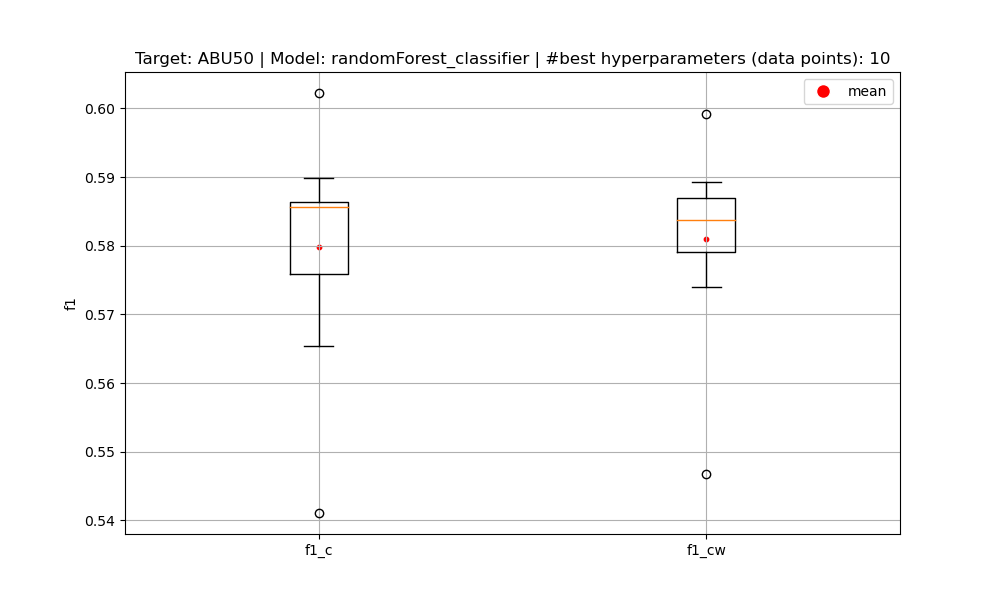 Target: ABU50 | Model: randomForest_classifier | #best hyperparameters (data points): 10
mean
0.60
0.59
0.58
0.57
0.56
0.55
0.54
f1
f1_c
f1_cw